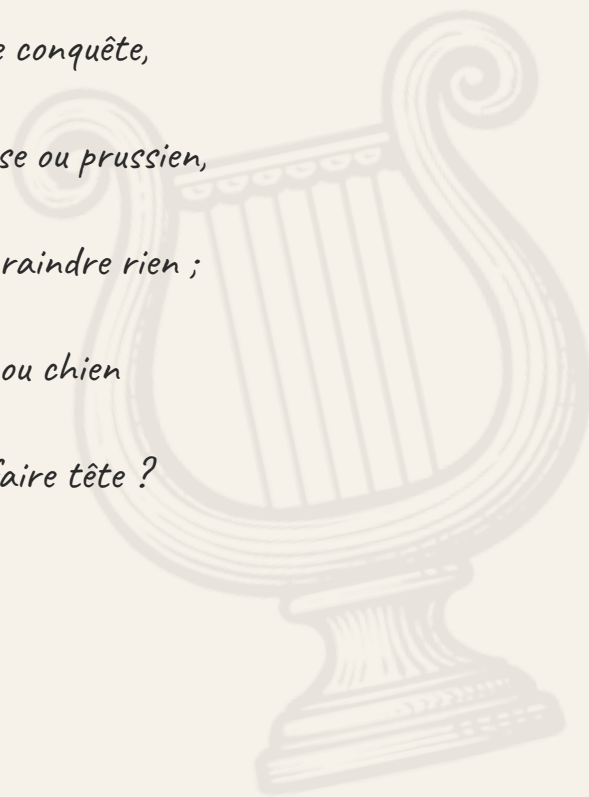 e conquête,
se ou prussien,
raindre rien ;
ou chien
faire tête ?